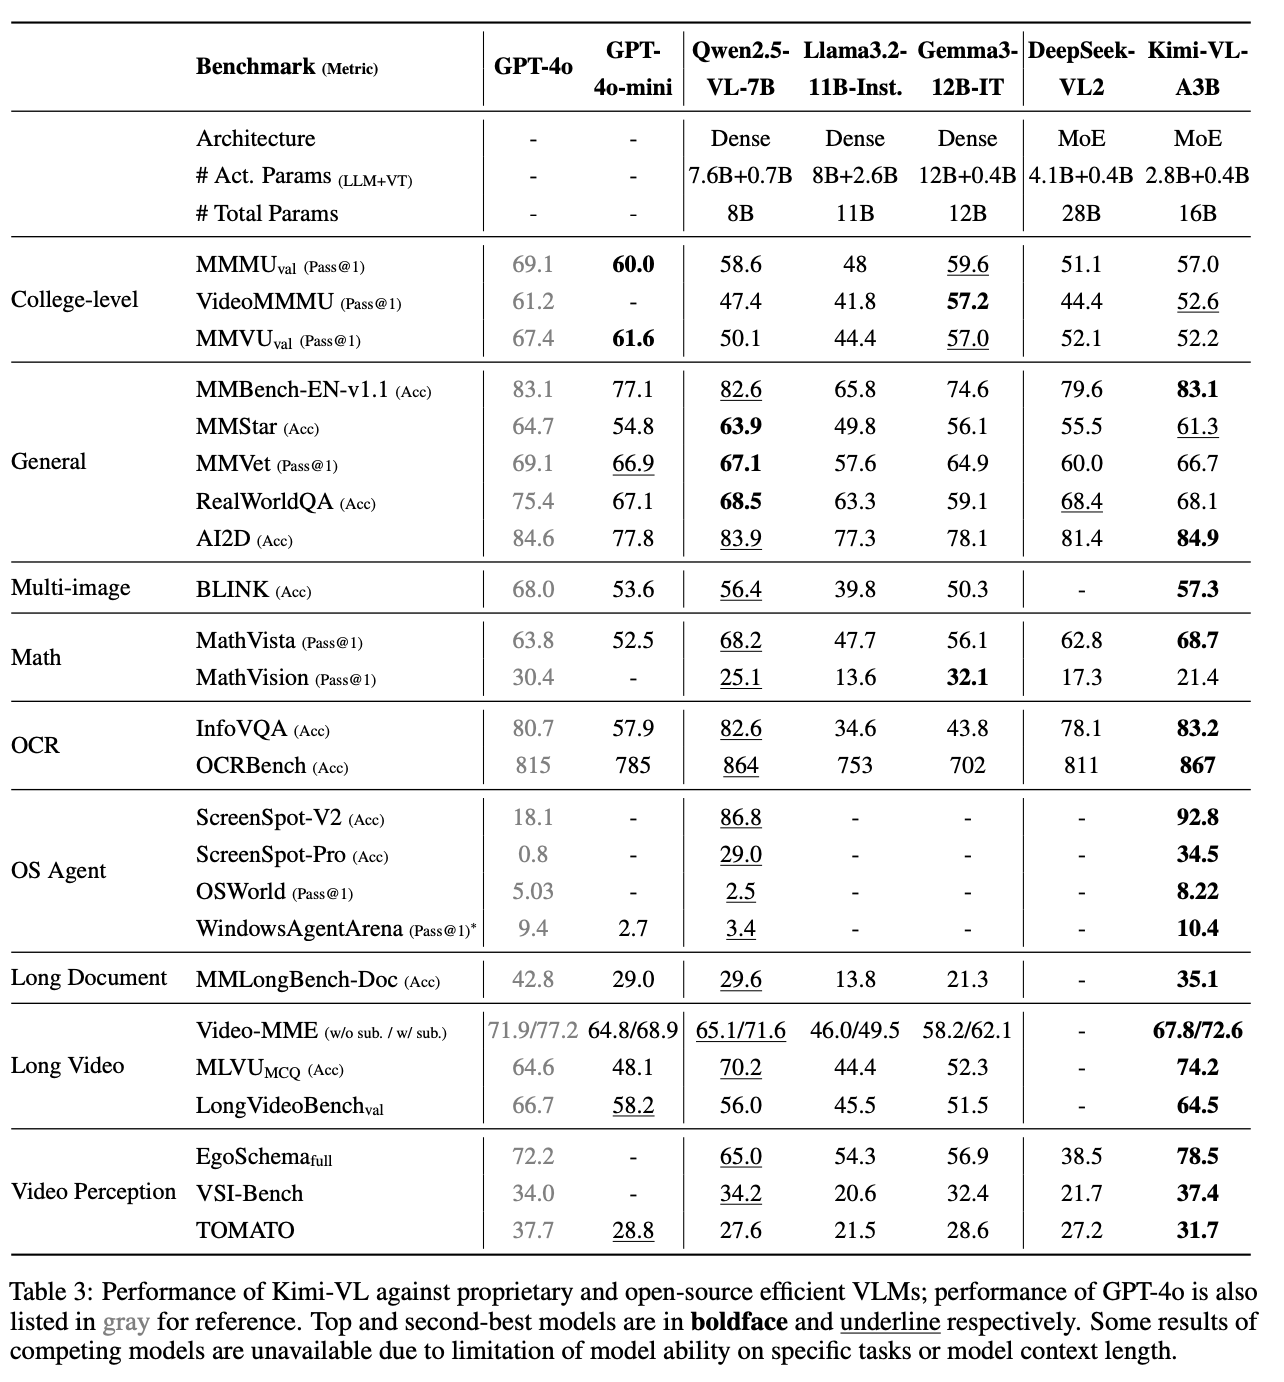 Benchmark (Metric) GPT-4o GPT-4o-mini Qwen2.5-VL-7B Llama3.2-11B-Inst. Gemma3-12B-IT DeepSeek-VL2 Kimi-VL-A3B
Architecture - - Dense Dense Dense MoE MoE
# Act. Params (LLM+VT) - - 7.6B+0.7B 8B+2.6B 12B+0.4B 4.1B+0.4B 2.8B+0.4B
# Total Params - - 8B 11B 12B 28B 16B
College-level
MMMUval (Pass@1) 69.1 60.0 58.6 48 59.6 51.1 57.0
VideoMMMU (Pass@1) 61.2 - 47.4 41.8 57.2 44.4 52.6
MMVUval (Pass@1) 67.4 61.6 50.1 44.4 57.0 52.1 52.2
General
MMBench-EN-v1.1 (Acc) 83.1 77.1 82.6 65.8 74.6 79.6 83.1
MMStar (Acc) 64.7 54.8 63.9 49.8 56.1 55.5 61.3
MMVet (Pass@1) 69.1 66.9 67.1 57.6 64.9 60.0 66.7
RealWorldQA (Acc) 75.4 67.1 68.5 63.3 59.1 68.4 68.1
AI2D (Acc) 84.6 77.8 83.9 77.3 78.1 81.4 84.9
Multi-image BLINK (Acc) 68.0 53.6 56.4 39.8 50.3 - 57.3
Math
MathVista (Pass@1) 63.8 52.5 68.2 47.7 56.1 62.8 68.7
MathVision (Pass@1) 30.4 - 25.1 13.6 32.1 17.3 21.4
OCR
InfoVQA (Acc) 80.7 57.9 82.6 34.6 43.8 78.1 83.2
OCRBench (Acc) 815 785 864 753 702 811 867
OS Agent
ScreenSpot-V2 (Acc) 18.1 - 86.8 - - - 92.8
ScreenSpot-Pro (Acc) 0.8 - 29.0 - - - 34.5
OSWorld (Pass@1) 5.03 - 2.5 - - - 8.22
WindowsAgentArena (Pass@1)* 9.4 2.7 3.4 - - - 10.4
Long Document MMLongBench-Doc (Acc) 42.8 29.0 29.6 13.8 21.3 - 35.1
Long Video
Video-MME (w/o sub. / w/ sub.) 71.9/77.2 64.8/68.9 65.1/71.6 46.0/49.5 58.2/62.1 - 67.8/72.6
MLVUMCQ (Acc) 64.6 48.1 70.2 44.4 52.3 - 74.2
LongVideoBenchval 66.7 58.2 56.0 45.5 51.5 - 64.5
Video Perception
EgoSchemafull 72.2 - 65.0 54.3 56.9 38.5 78.5
VSI-Bench 34.0 - 34.2 20.6 32.4 21.7 37.4
TOMATO 37.7 28.8 27.6 21.5 28.6 27.2 31.7
Table 3: Performance of Kimi-VL against proprietary and open-source efficient VLMs; performance of GPT-4o is also
listed in gray for reference. Top and second-best models are in boldface and underline respectively. Some results of
competing models are unavailable due to limitation of model ability on specific tasks or model context length.